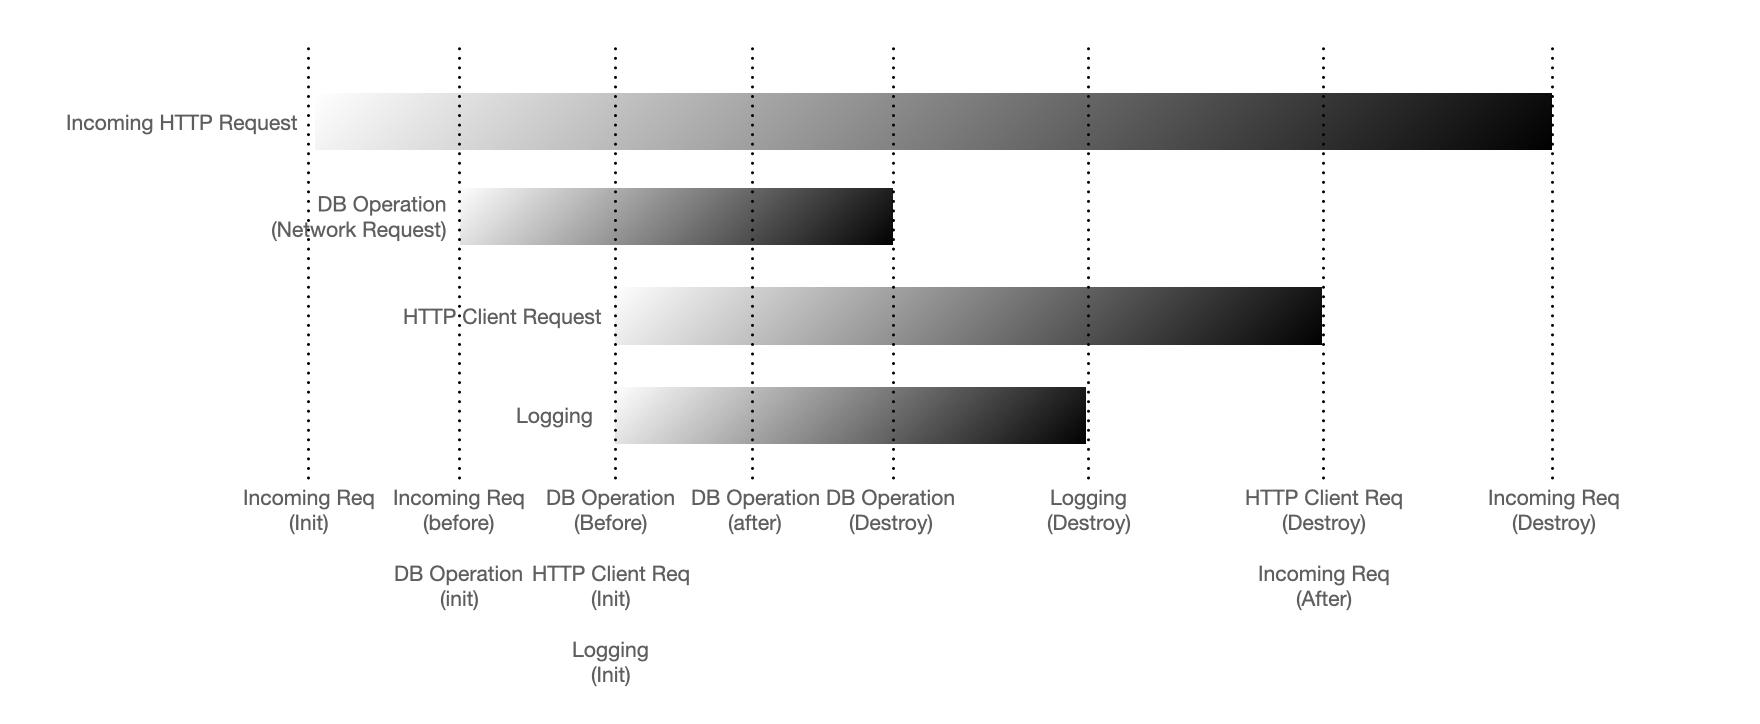 Incoming HTTP Request
DB Operation
(Network Request)
HTTP Client Request
Logging
Incoming Req
(Init)
Incoming Req
(before)
DB Operation
(Before)
DB Operation
(after)
DB Operation
(Destroy)
Logging
(Destroy)
HTTP Client Req
(Destroy)
Incoming Req
(Destroy)
DB Operation
(init)
HTTP Client Req
(Init)
Incoming Req
(After)
Logging
(Init)